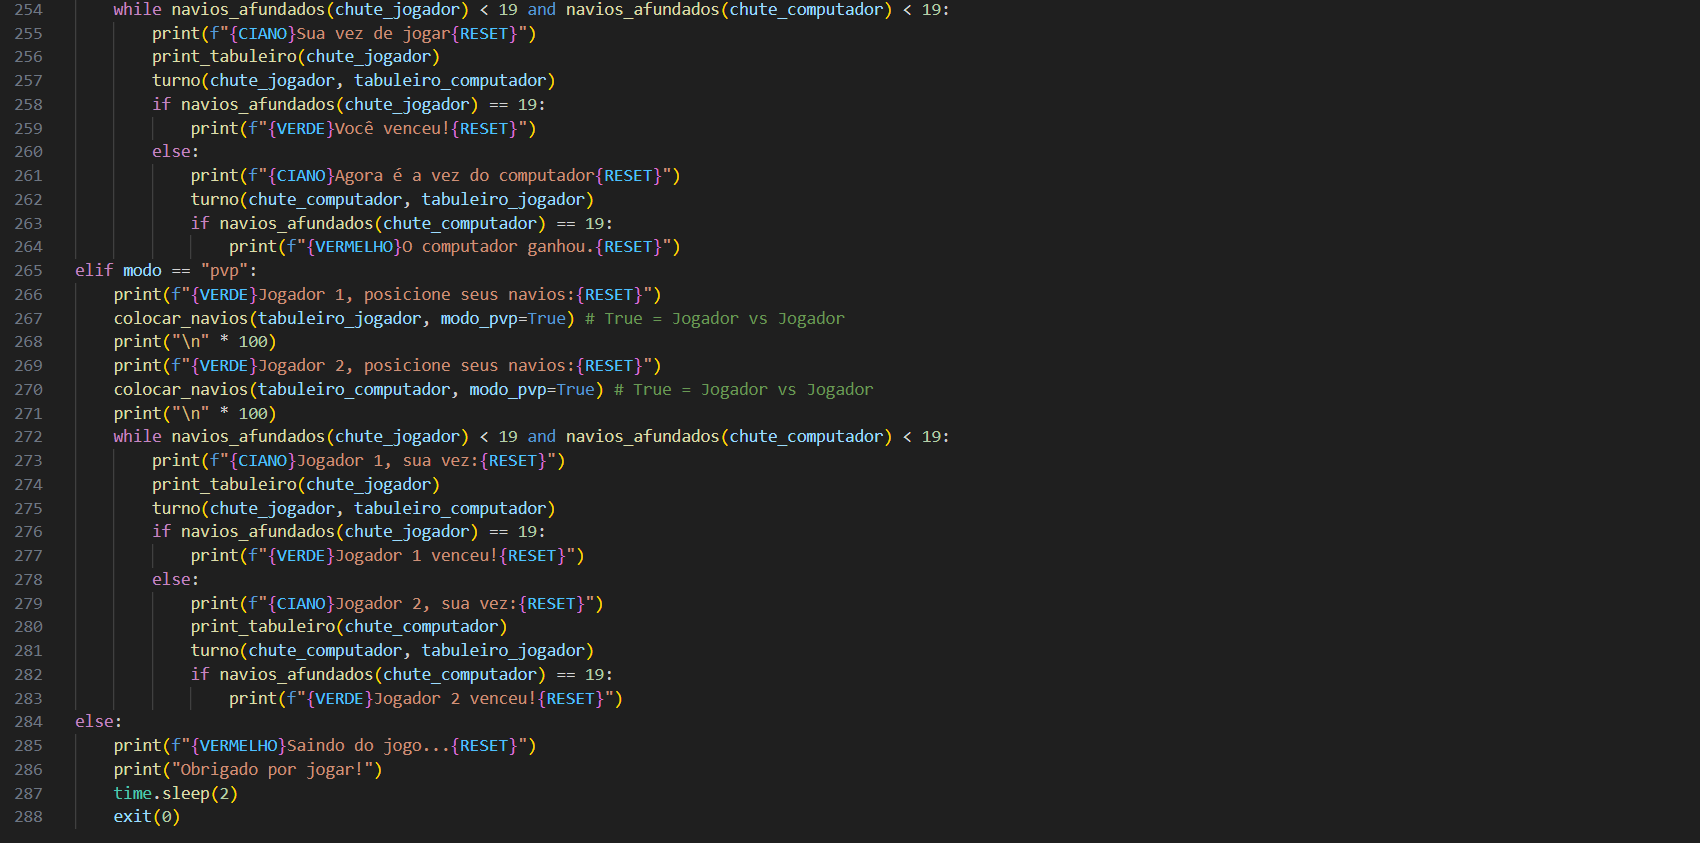 254 while navios_afundados(chute_jogador) < 19 and navios_afundados(chute_computador) < 19:
255 print(f"{CIANO}Sua vez de jogar{RESET}")
256 print_tabuleiro(chute_jogador)
257 turno(chute_jogador, tabuleiro_computador)
258 if navios_afundados(chute_jogador) == 19:
259 print(f"{VERDE}Você venceu!{RESET}")
260 else:
261 print(f"{CIANO}Agora é a vez do computador{RESET}")
262 turno(chute_computador, tabuleiro_jogador)
263 if navios_afundados(chute_computador) == 19:
264 print(f"{VERMELHO}O computador ganhou.{RESET}")
265 elif modo == "pvp":
266 print(f"{VERDE}Jogador 1, posicione seus navios:{RESET}")
267 colocar_navios(tabuleiro_jogador, modo_pvp=True) # True = Jogador vs Jogador
268 print("\n" * 100)
269 print(f"{VERDE}Jogador 2, posicione seus navios:{RESET}")
270 colocar_navios(tabuleiro_computador, modo_pvp=True) # True = Jogador vs Jogador
271 print("\n" * 100)
272 while navios_afundados(chute_jogador) < 19 and navios_afundados(chute_computador) < 19:
273 print(f"{CIANO}Jogador 1, sua vez:{RESET}")
274 print_tabuleiro(chute_jogador)
275 turno(chute_jogador, tabuleiro_computador)
276 if navios_afundados(chute_jogador) == 19:
277 print(f"{VERDE}Jogador 1 venceu!{RESET}")
278 else:
279 print(f"{CIANO}Jogador 2, sua vez:{RESET}")
280 print_tabuleiro(chute_computador)
281 turno(chute_computador, tabuleiro_jogador)
282 if navios_afundados(chute_computador) == 19:
283 print(f"{VERDE}Jogador 2 venceu!{RESET}")
284 else:
285 print(f"{VERMELHO}Saindo do jogo...{RESET}")
286 print("Obrigado por jogar!")
287 time.sleep(2)
288 exit(0)